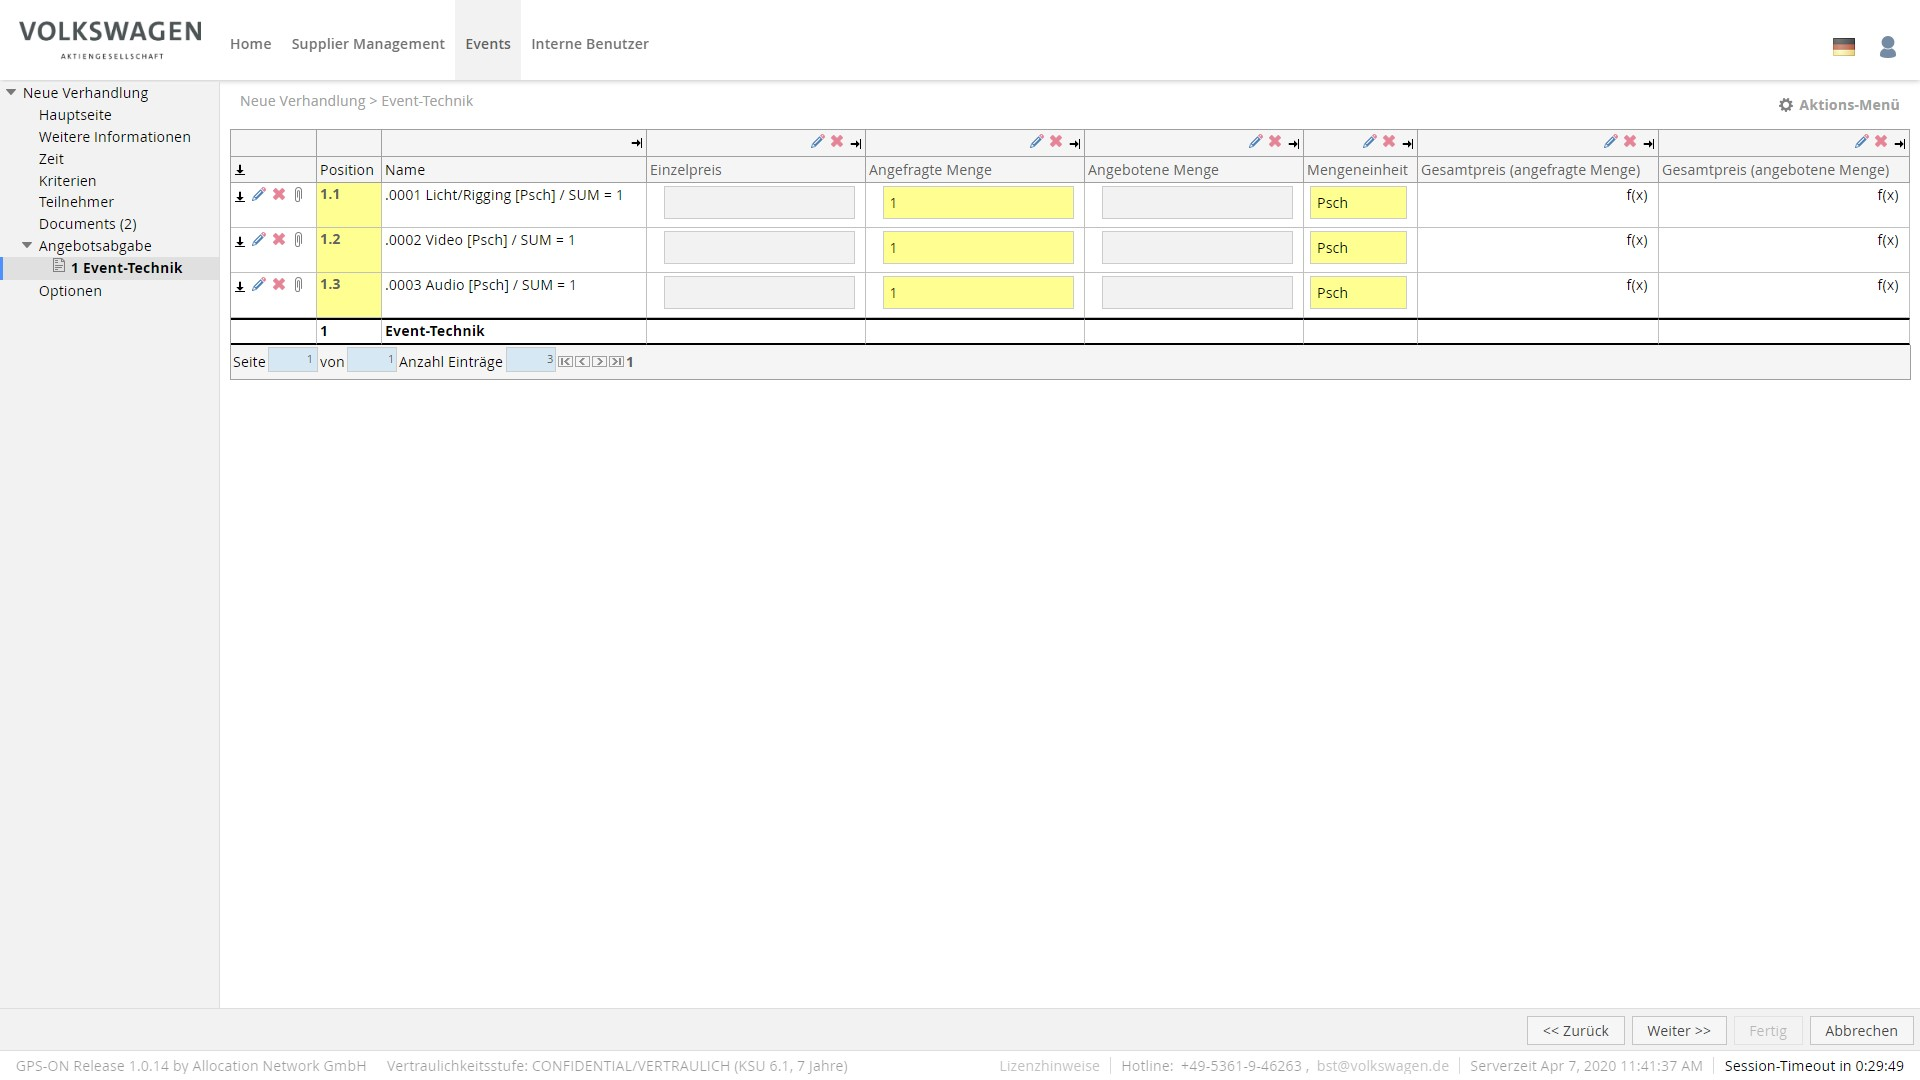 VOLKSWAGEN
AKTIENGESELLSCHAFT
Home Supplier Management Events Interne Benutzer
Neue Verhandlung
Hauptseite
Weitere Informationen
Zeit
Kriterien
Teilnehmer
Documents (2)
Angebotsabgabe
1 Event-Technik
Optionen
Neue Verhandlung > Event-Technik
Aktions-Menü
Position Name Einzelpreis Angefragte Menge Angebotene Menge Mengeneinheit Gesamtpreis (angefragte Menge) Gesamtpreis (angebotene Menge)
1.1 .0001 Licht/Rigging [Psch] / SUM = 1 1 Psch f(x) f(x)
1.2 .0002 Video [Psch] / SUM = 1 1 Psch f(x) f(x)
1.3 .0003 Audio [Psch] / SUM = 1 1 Psch f(x) f(x)
1 Event-Technik
Seite 1 von 1 Anzahl Einträge 3 1
<< Zurück Weiter >> Fertig Abbrechen
GPS-ON Release 1.0.14 by Allocation Network GmbH Vertraulichkeitsstufe: CONFIDENTIAL/VERTRAULICH (KSU 6.1, 7 Jahre) Lizenzhinweise Hotline: +49-5361-9-46263 , bst@volkswagen.de Serverzeit Apr 7, 2020 11:41:37 AM Session-Timeout in 0:29:49